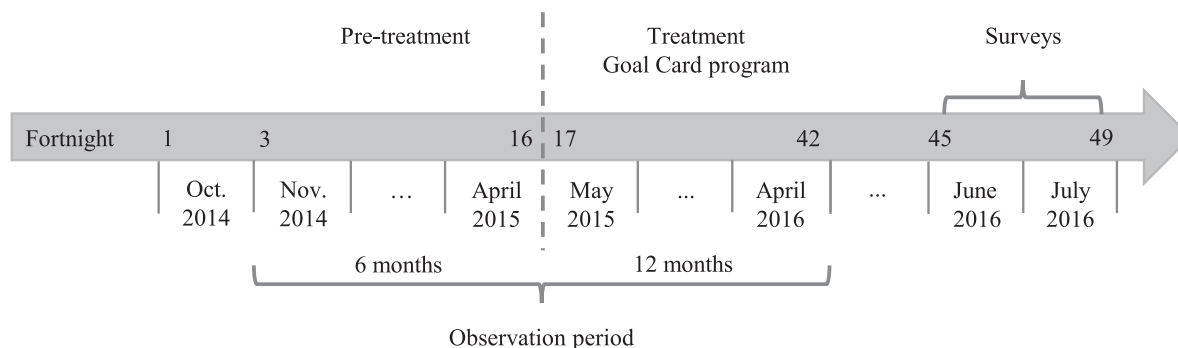 Pre-treatment
Treatment
Goal Card program
Surveys
Fortnight 1 3 16 17 42 45 49
Oct. 2014
Nov. 2014
...
April 2015
May 2015
...
April 2016
...
June 2016
July 2016
6 months
12 months
Observation period